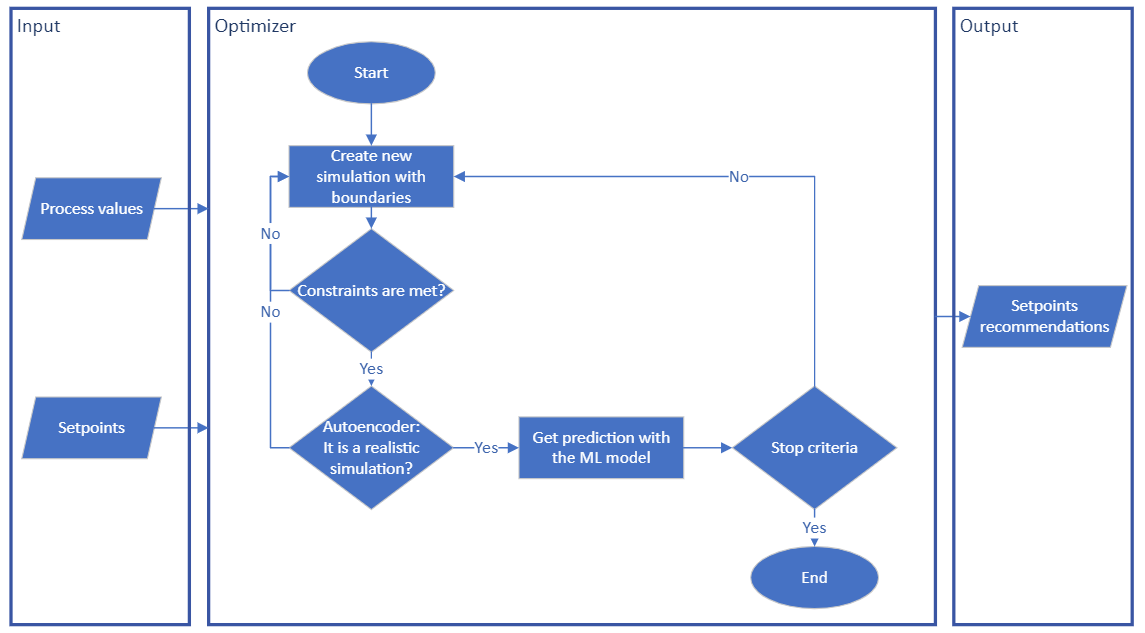 Input
Process values
Setpoints
Optimizer
Start
Create new
simulation with
boundaries
No
No
Constraints are met?
No
Yes
Autoencoder:
It is a realistic
simulation?
Yes
Get prediction with
the ML model
Stop criteria
Yes
End
Output
Setpoints
recommendations